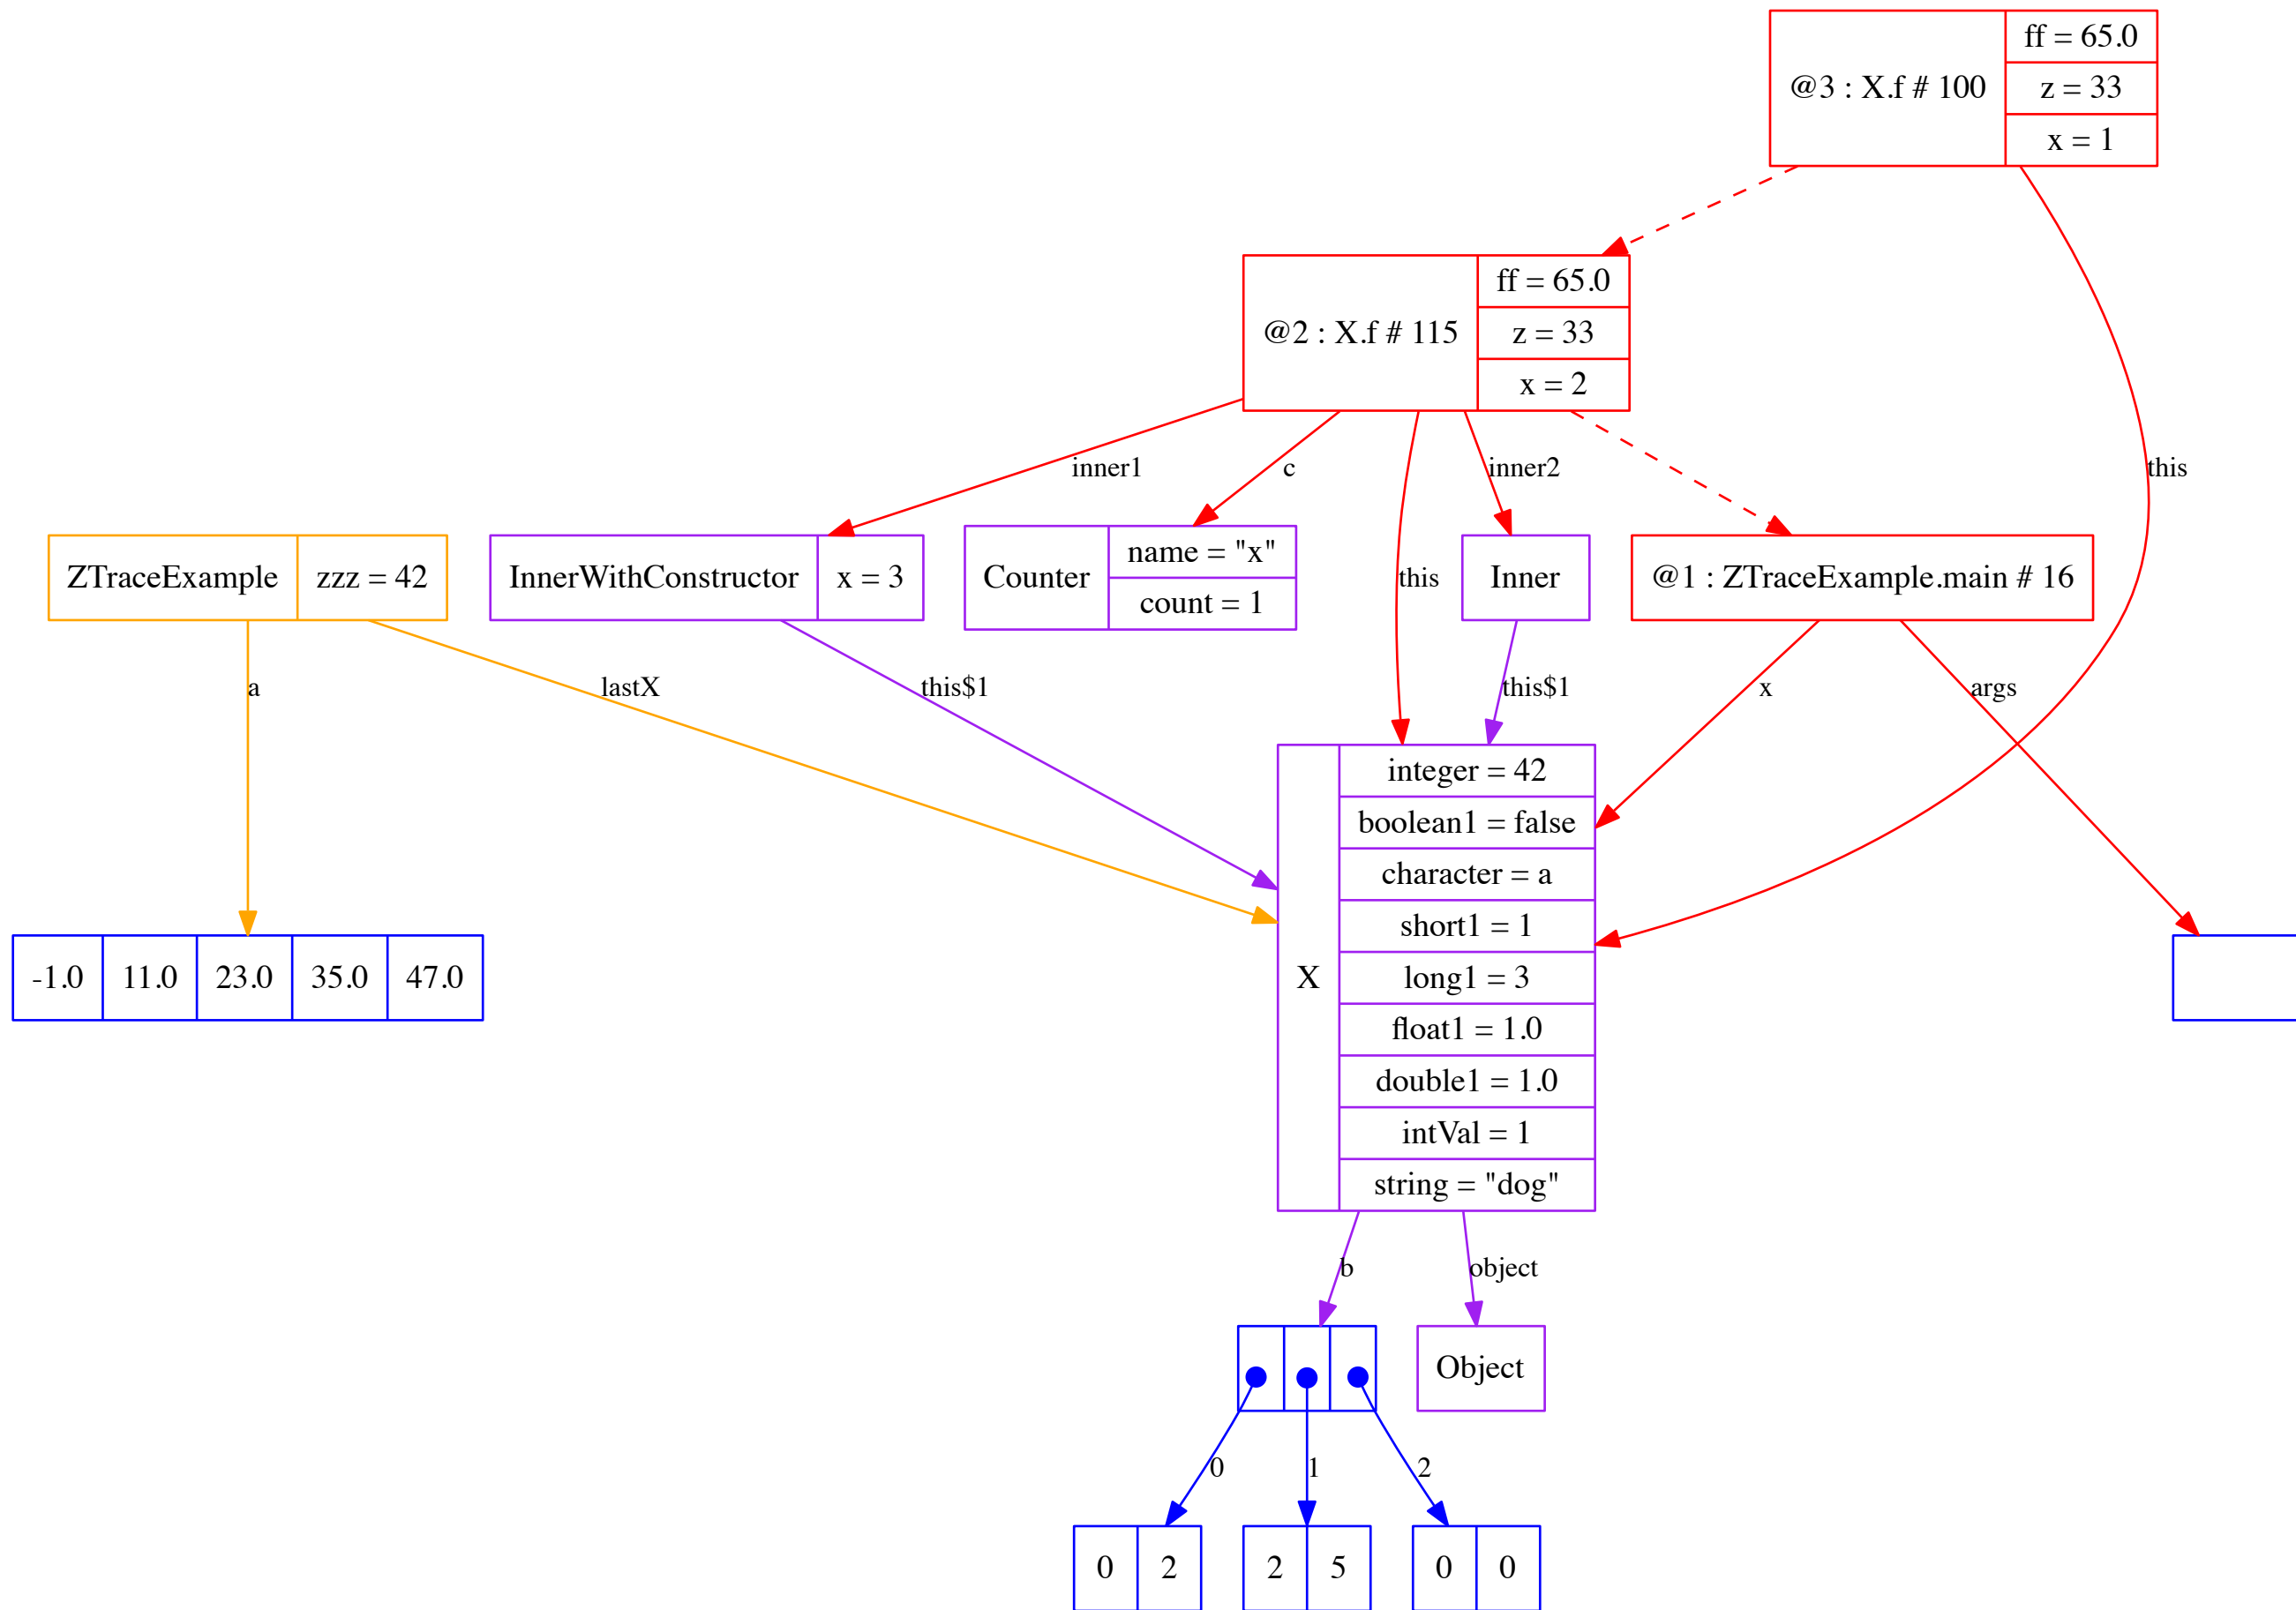 @3 : X.f # 100
ff = 65.0
z = 33
x = 1
@2 : X.f # 115
ff = 65.0
z = 33
x = 2
inner1
c
inner2
this
ZTraceExample
zzz = 42
InnerWithConstructor
x = 3
Counter
name = "x"
count = 1
this
Inner
@1 : ZTraceExample.main # 16
a
lastX
this$1
this$1
x
args
X
integer = 42
boolean1 = false
character = a
short1 = 1
long1 = 3
float1 = 1.0
double1 = 1.0
intVal = 1
string = "dog"
-1.0
11.0
23.0
35.0
47.0
b
object
Object
0
1
2
0
2
2
5
0
0